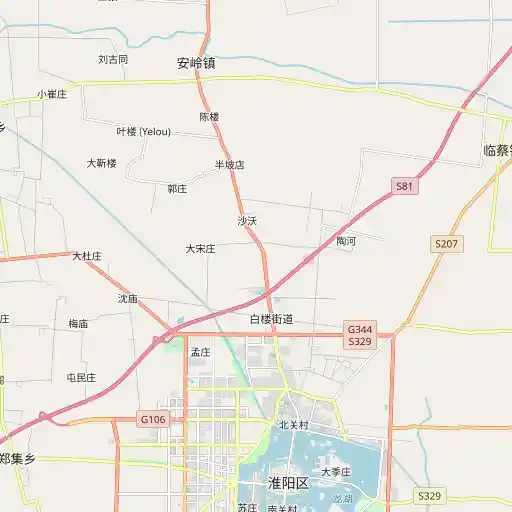 刘古同
安岭镇
小崔庄
陈楼
叶楼 (Yelou)
大靳楼
半坡店
临蔡
郭庄
S81
沙沃
大宋庄
陶河
S207
大杜庄
沈庙
白楼街道
梅庙
庄
G344
S329
孟庄
屯民庄
G106
北关村
郑集乡
大季庄
淮阳区
龙湖
S329
苏庄
南关村